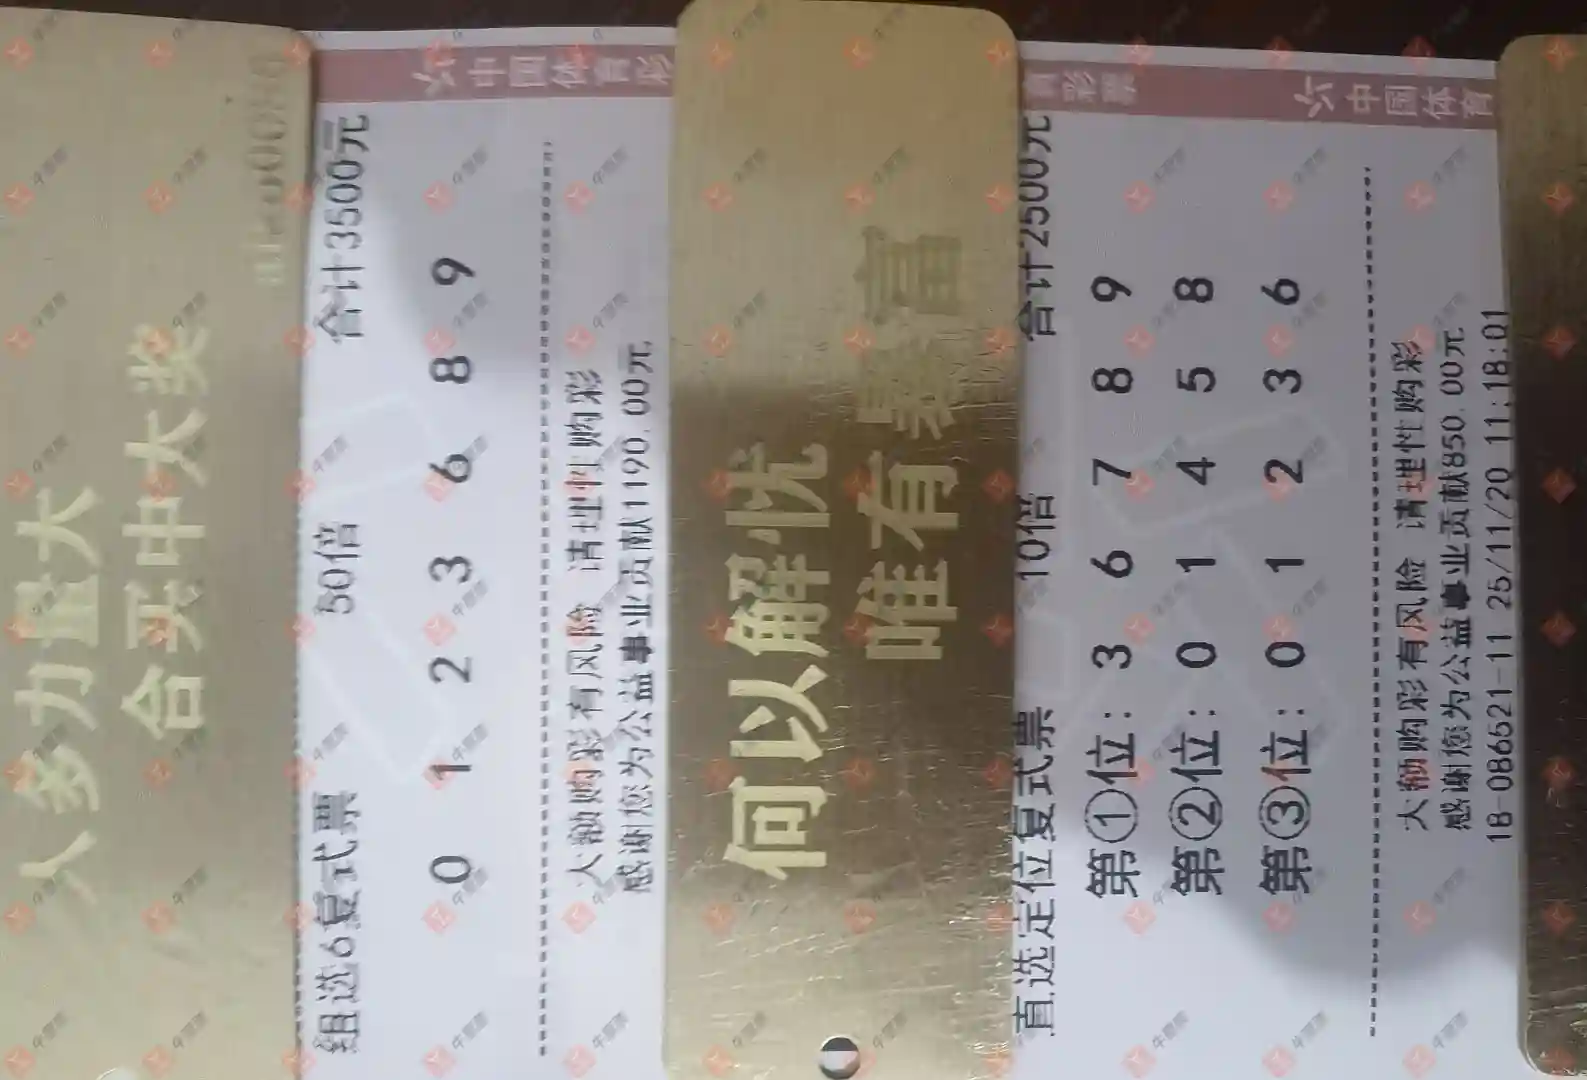 人多力量大
合买中大奖
中国体育彩
组选6复式票 50倍 合计3500元
0 1 2 3 6 8 9
大额购彩有风险 请理性购彩
感谢您为公益事业贡献1190.00元
何以解忧
唯有暴富
育彩票 中国体育
直选定位复式票 10倍 合计2500元
第①位: 3 6 7 8 9
第②位: 0 1 4 5 8
第③位: 0 1 2 3 6
大额购彩有风险 请理性购彩
感谢您为公益事业贡献850.00元
18-086521-11 25/11/20 11:18:01